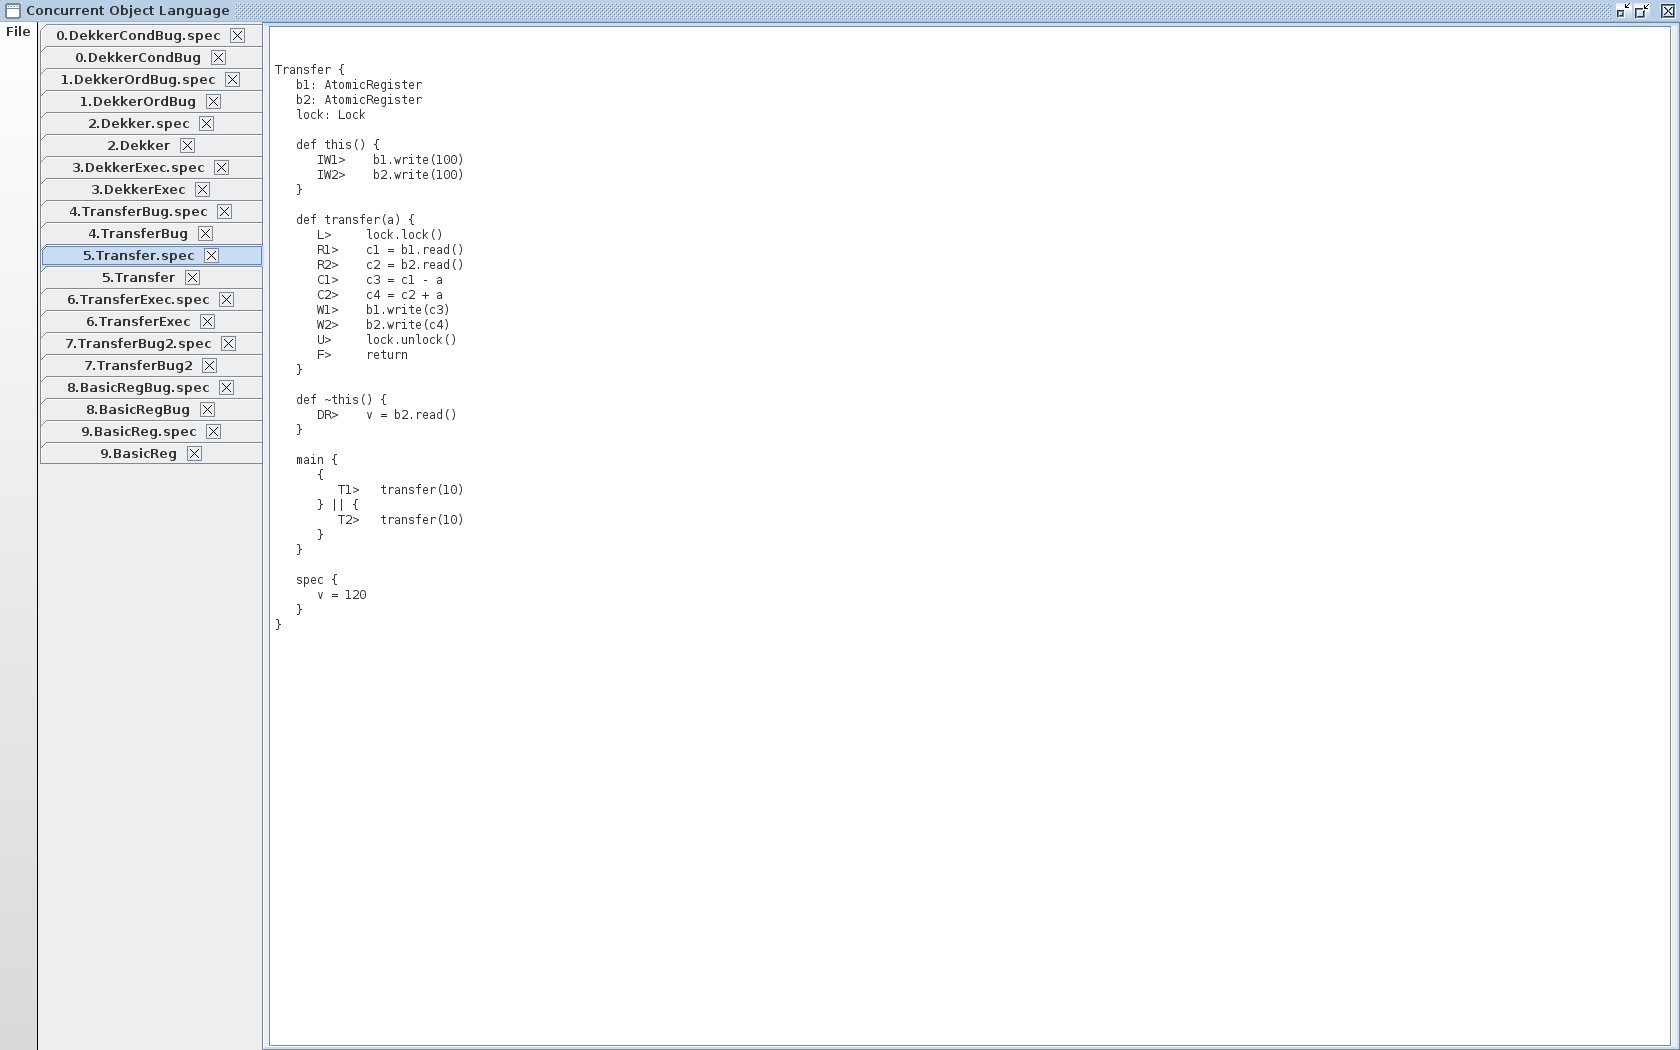 Concurrent Object Language
File
0.DekkerCondBug.spec
0.DekkerCondBug
1.DekkerOrdBug.spec
1.DekkerOrdBug
2.Dekker.spec
2.Dekker
3.DekkerExec.spec
3.DekkerExec
4.TransferBug.spec
4.TransferBug
5.Transfer.spec
5.Transfer
6.TransferExec.spec
6.TransferExec
7.TransferBug2.spec
7.TransferBug2
8.BasicRegBug.spec
8.BasicRegBug
9.BasicReg.spec
9.BasicReg
Transfer {
   b1: AtomicRegister
   b2: AtomicRegister
   lock: Lock
   def this() {
      IW1>    b1.write(100)
      IW2>    b2.write(100)
   }
   def transfer(a) {
      L>     lock.lock()
      R1>    c1 = b1.read()
      R2>    c2 = b2.read()
      C1>    c3 = c1 - a
      C2>    c4 = c2 + a
      W1>    b1.write(c3)
      W2>    b2.write(c4)
      U>     lock.unlock()
      F>     return
   }
   def ~this() {
      DR>    v = b2.read()
   }
   main {
      {
         T1>   transfer(10)
      } || {
         T2>   transfer(10)
      }
   }
   spec {
      v = 120
   }
}